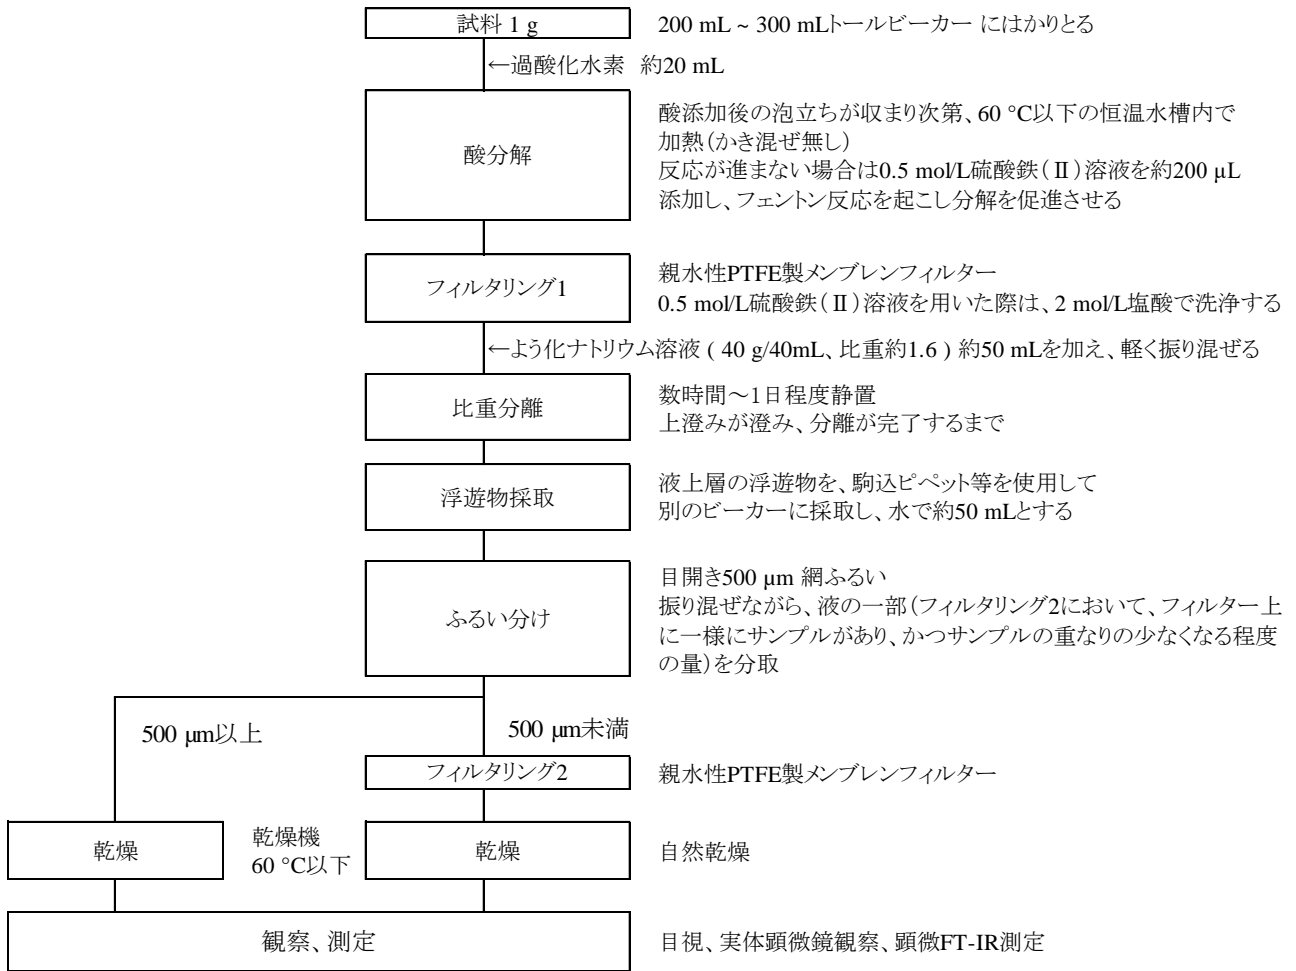 試料 1 g
200 mL ~ 300 mLトールビーカー にはかりとる
←過酸化水素 約20 mL
酸分解
酸添加後の泡立ちが収まり次第、60 °C以下の恒温水槽内で
加熱(かき混ぜ無し)
反応が進まない場合は0.5 mol/L硫酸鉄(Ⅱ)溶液を約200 µL
添加し、フェントン反応を起こし分解を促進させる
フィルタリング1
親水性PTFE製メンブレンフィルター
0.5 mol/L硫酸鉄(Ⅱ)溶液を用いた際は、2 mol/L塩酸で洗浄する
←よう化ナトリウム溶液 ( 40 g/40mL、比重約1.6 ) 約50 mLを加え、軽く振り混ぜる
比重分離
数時間～1日程度静置
上澄みが澄み、分離が完了するまで
浮遊物採取
液上層の浮遊物を、駒込ピペット等を使用して
別のビーカーに採取し、水で約50 mLとする
ふるい分け
目開き500 µm 網ふるい
振り混ぜながら、液の一部(フィルタリング2において、フィルター上
に一様にサンプルがあり、かつサンプルの重なりの少なくなる程度
の量)を分取
500 µm以上
500 µm未満
フィルタリング2
親水性PTFE製メンブレンフィルター
乾燥
乾燥機
60 °C以下
乾燥
自然乾燥
観察、測定
目視、実体顕微鏡観察、顕微FT-IR測定